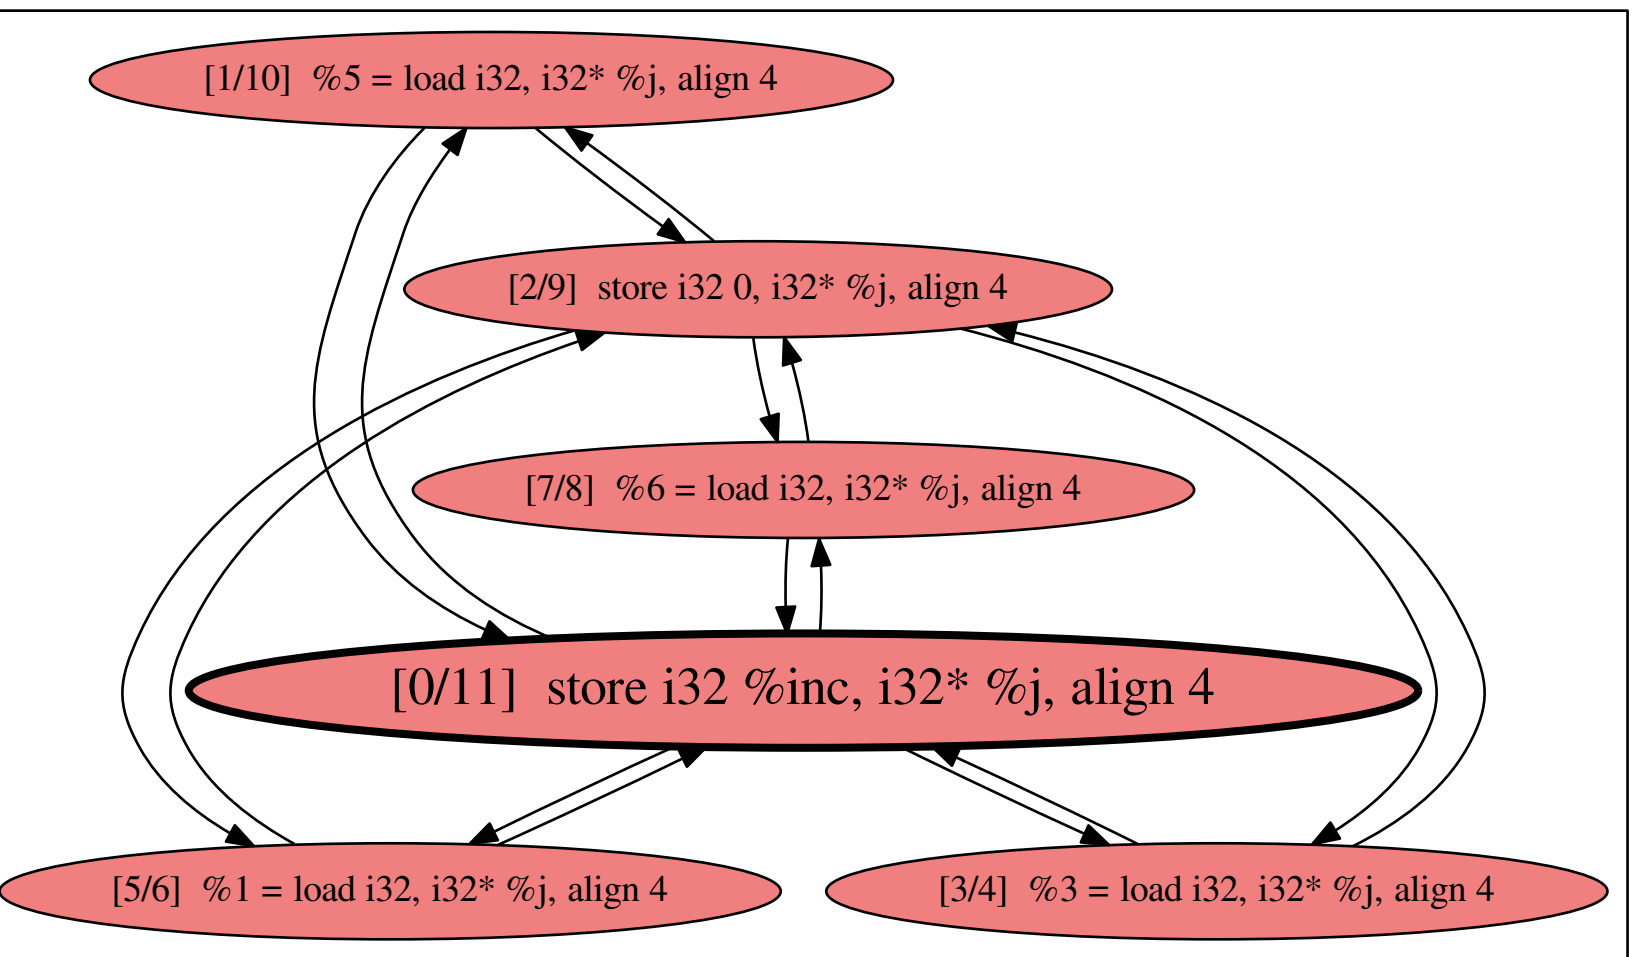 [1/10] %5 = load i32, i32* %j, align 4
[2/9] store i32 0, i32* %j, align 4
[7/8] %6 = load i32, i32* %j, align 4
[0/11] store i32 %inc, i32* %j, align 4
[5/6] %1 = load i32, i32* %j, align 4
[3/4] %3 = load i32, i32* %j, align 4